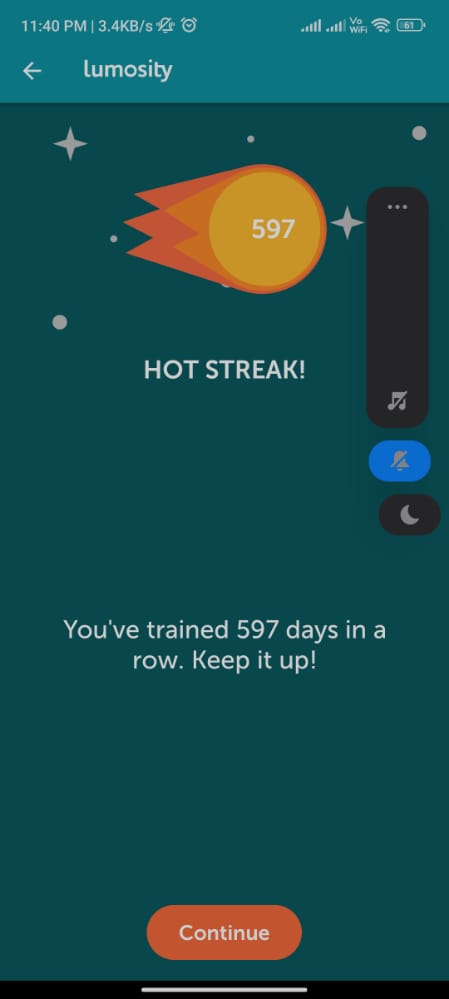 11:40 PM | 3.4KB/s Vo WiFi 61
lumosity
597
HOT STREAK!
You've trained 597 days in a
row. Keep it up!
Continue